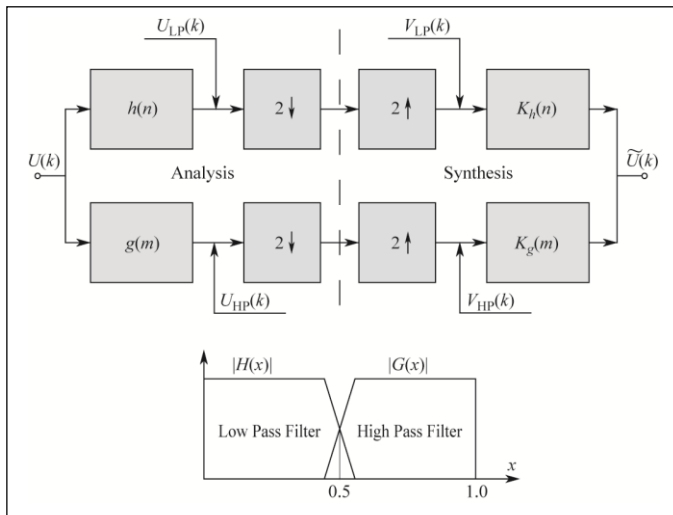 U_LP(k)
V_LP(k)
h(n)
2↓
2↑
K_h(n)
U(k)
Analysis
Synthesis
Ũ(k)
g(m)
2↓
2↑
K_g(m)
U_HP(k)
V_HP(k)
|H(x)|
|G(x)|
Low Pass Filter
High Pass Filter
0.5
1.0
x